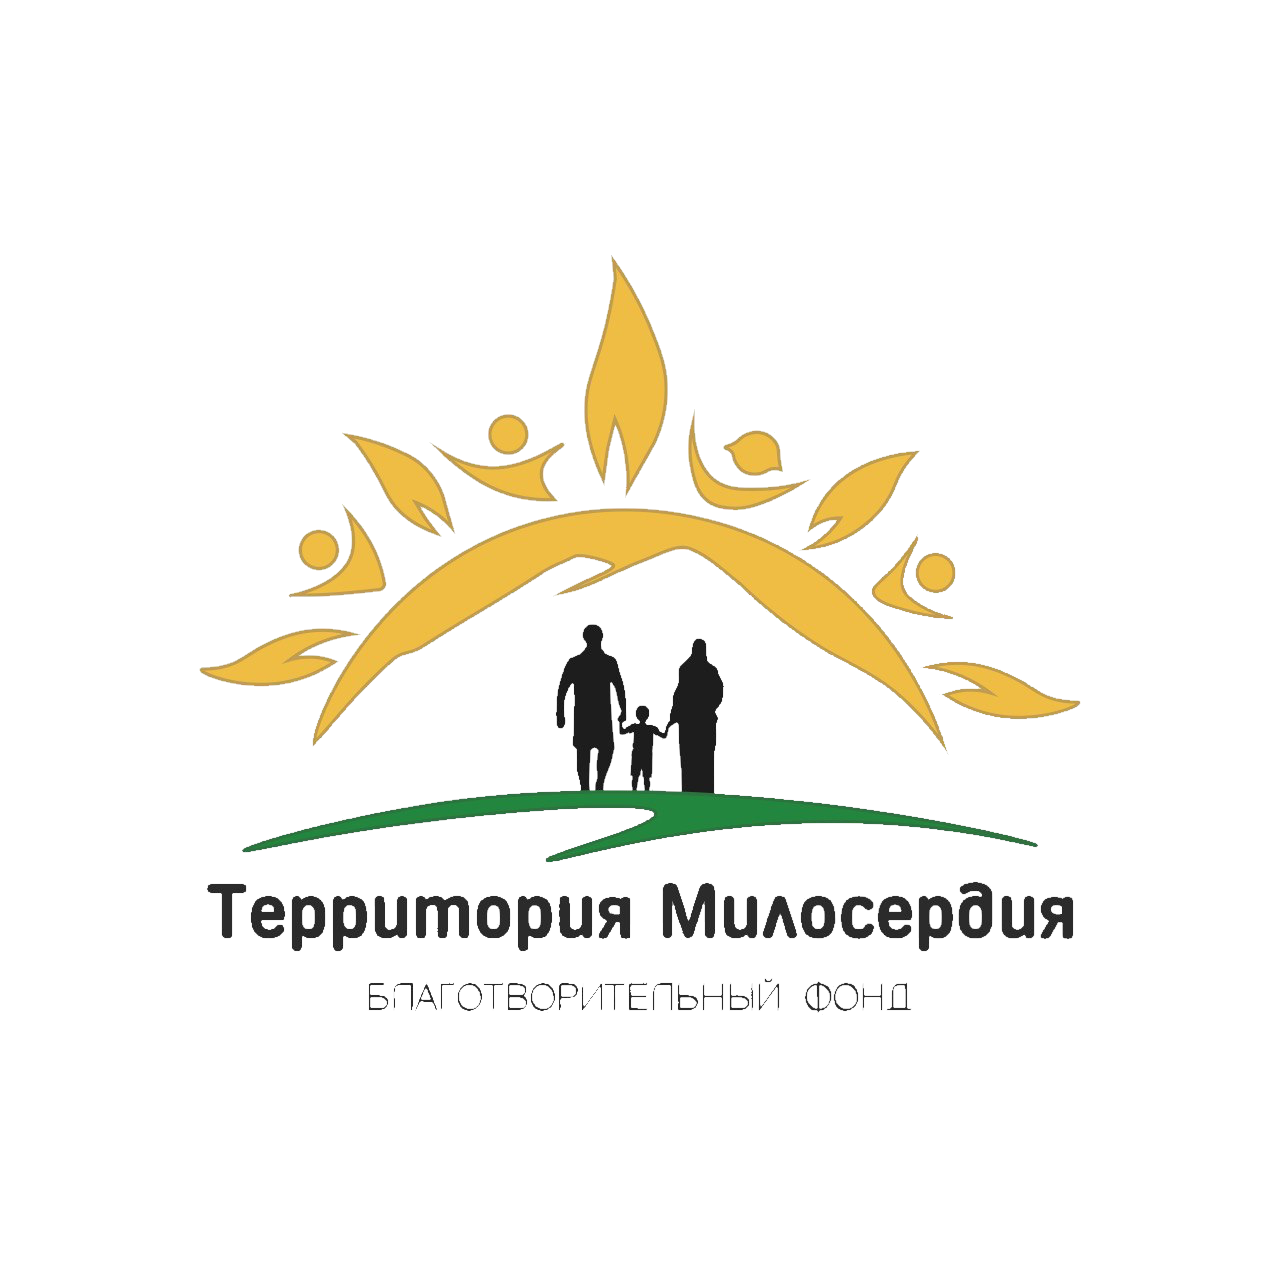 Территория Милосердия
БЛАГОТВОРИТЕЛЬНЫЙ ФОНД